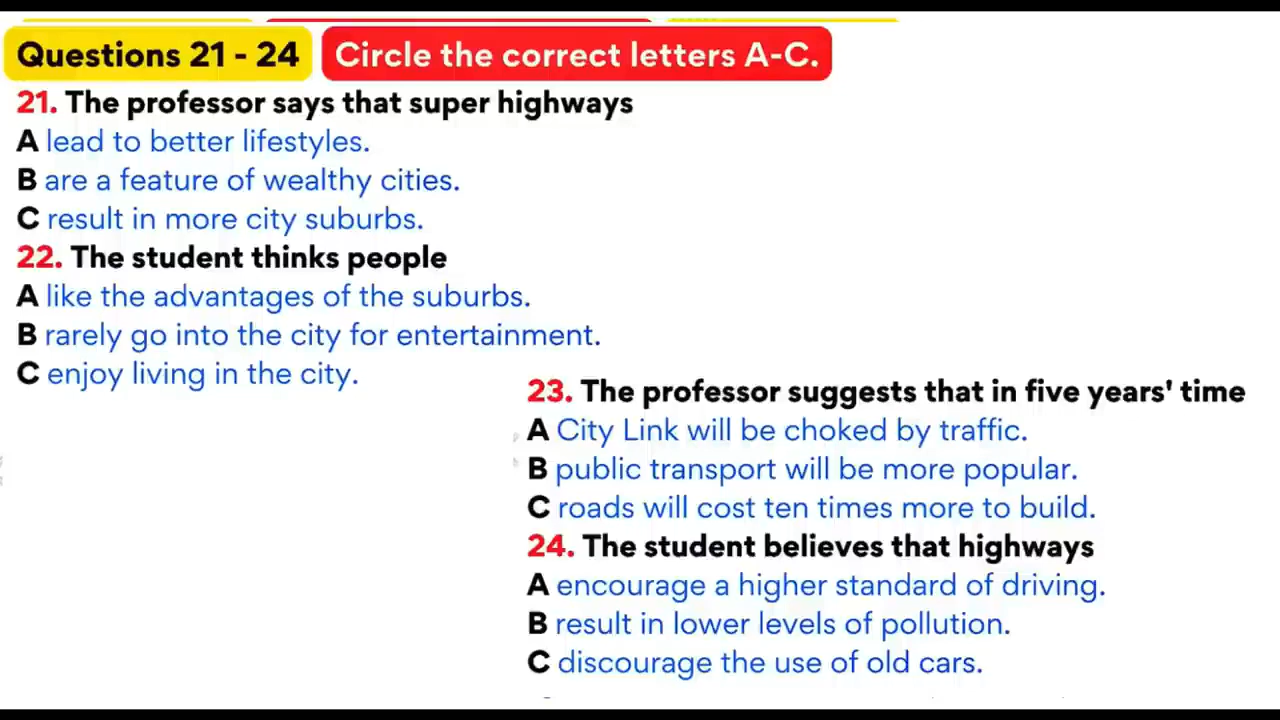 Questions 21 - 24
Circle the correct letters A-C.
21. The professor says that super highways
A lead to better lifestyles.
B are a feature of wealthy cities.
C result in more city suburbs.
22. The student thinks people
A like the advantages of the suburbs.
B rarely go into the city for entertainment.
C enjoy living in the city.
23. The professor suggests that in five years' time
A City Link will be choked by traffic.
B public transport will be more popular.
C roads will cost ten times more to build.
24. The student believes that highways
A encourage a higher standard of driving.
B result in lower levels of pollution.
C discourage the use of old cars.